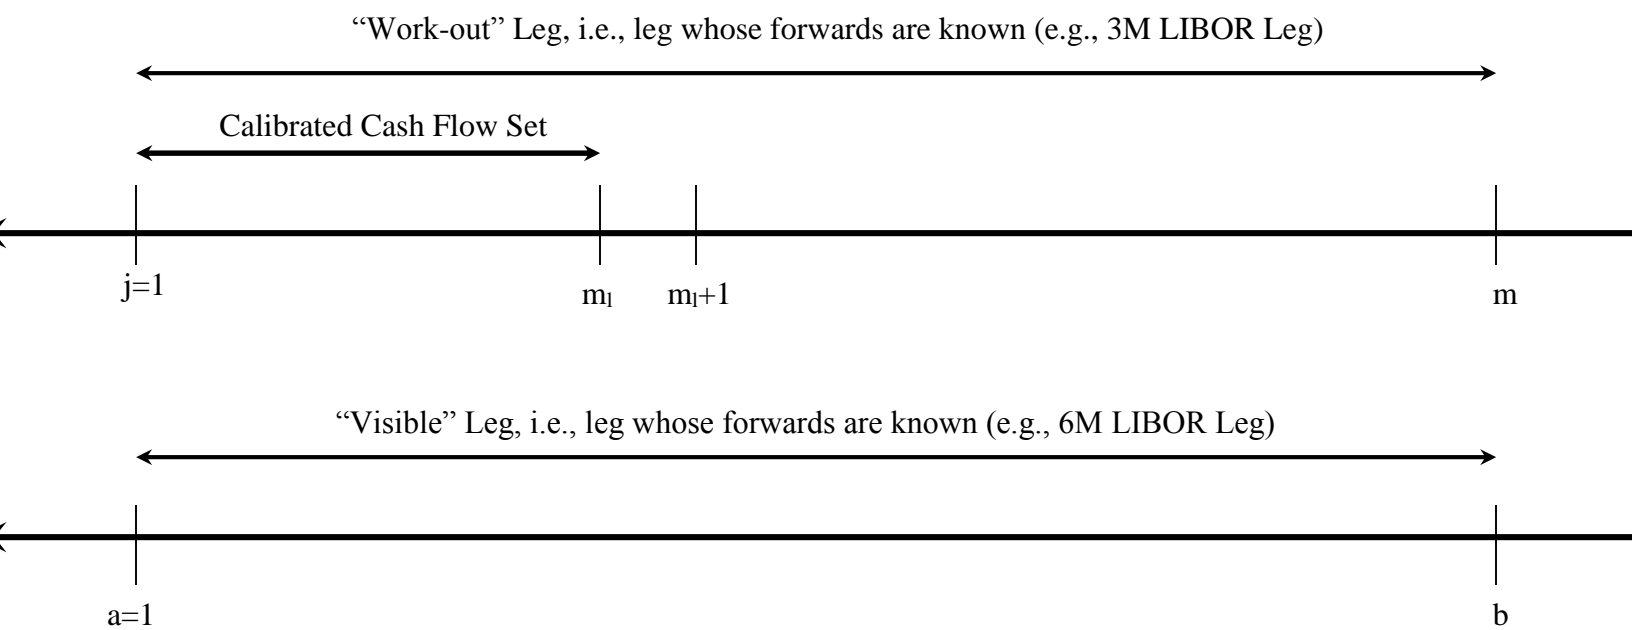 “Work-out” Leg, i.e., leg whose forwards are known (e.g., 3M LIBOR Leg)
Calibrated Cash Flow Set
j=1
mₗ
mₗ+1
m
“Visible” Leg, i.e., leg whose forwards are known (e.g., 6M LIBOR Leg)
a=1
b